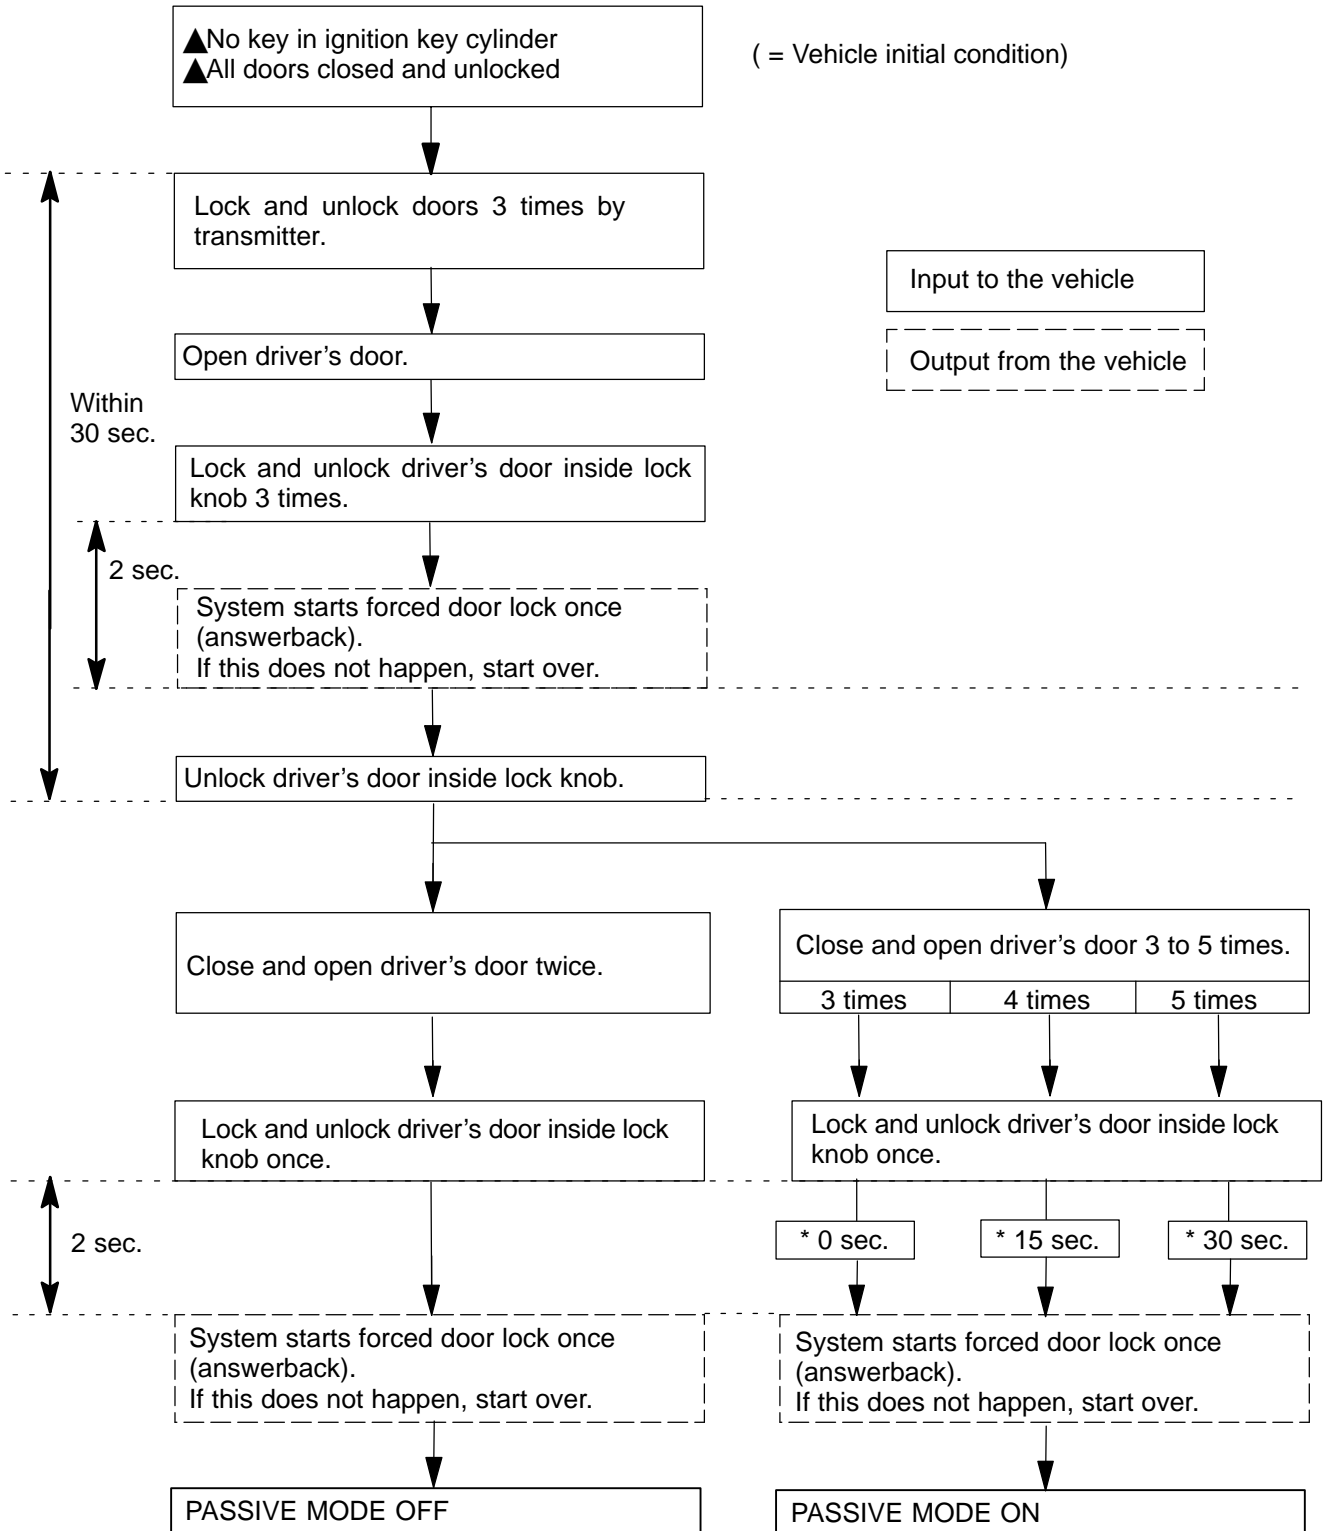 ▲No key in ignition key cylinder
▲All doors closed and unlocked
( = Vehicle initial condition)
Lock and unlock doors 3 times by
transmitter.
Input to the vehicle
Open driver’s door.
Output from the vehicle
Within
30 sec.
Lock and unlock driver’s door inside lock
knob 3 times.
2 sec.
System starts forced door lock once
(answerback).
If this does not happen, start over.
Unlock driver’s door inside lock knob.
Close and open driver’s door twice.
Close and open driver’s door 3 to 5 times.
3 times
4 times
5 times
Lock and unlock driver’s door inside lock
knob once.
Lock and unlock driver’s door inside lock
knob once.
2 sec.
* 0 sec.
* 15 sec.
* 30 sec.
System starts forced door lock once
(answerback).
If this does not happen, start over.
System starts forced door lock once
(answerback).
If this does not happen, start over.
PASSIVE MODE OFF
PASSIVE MODE ON